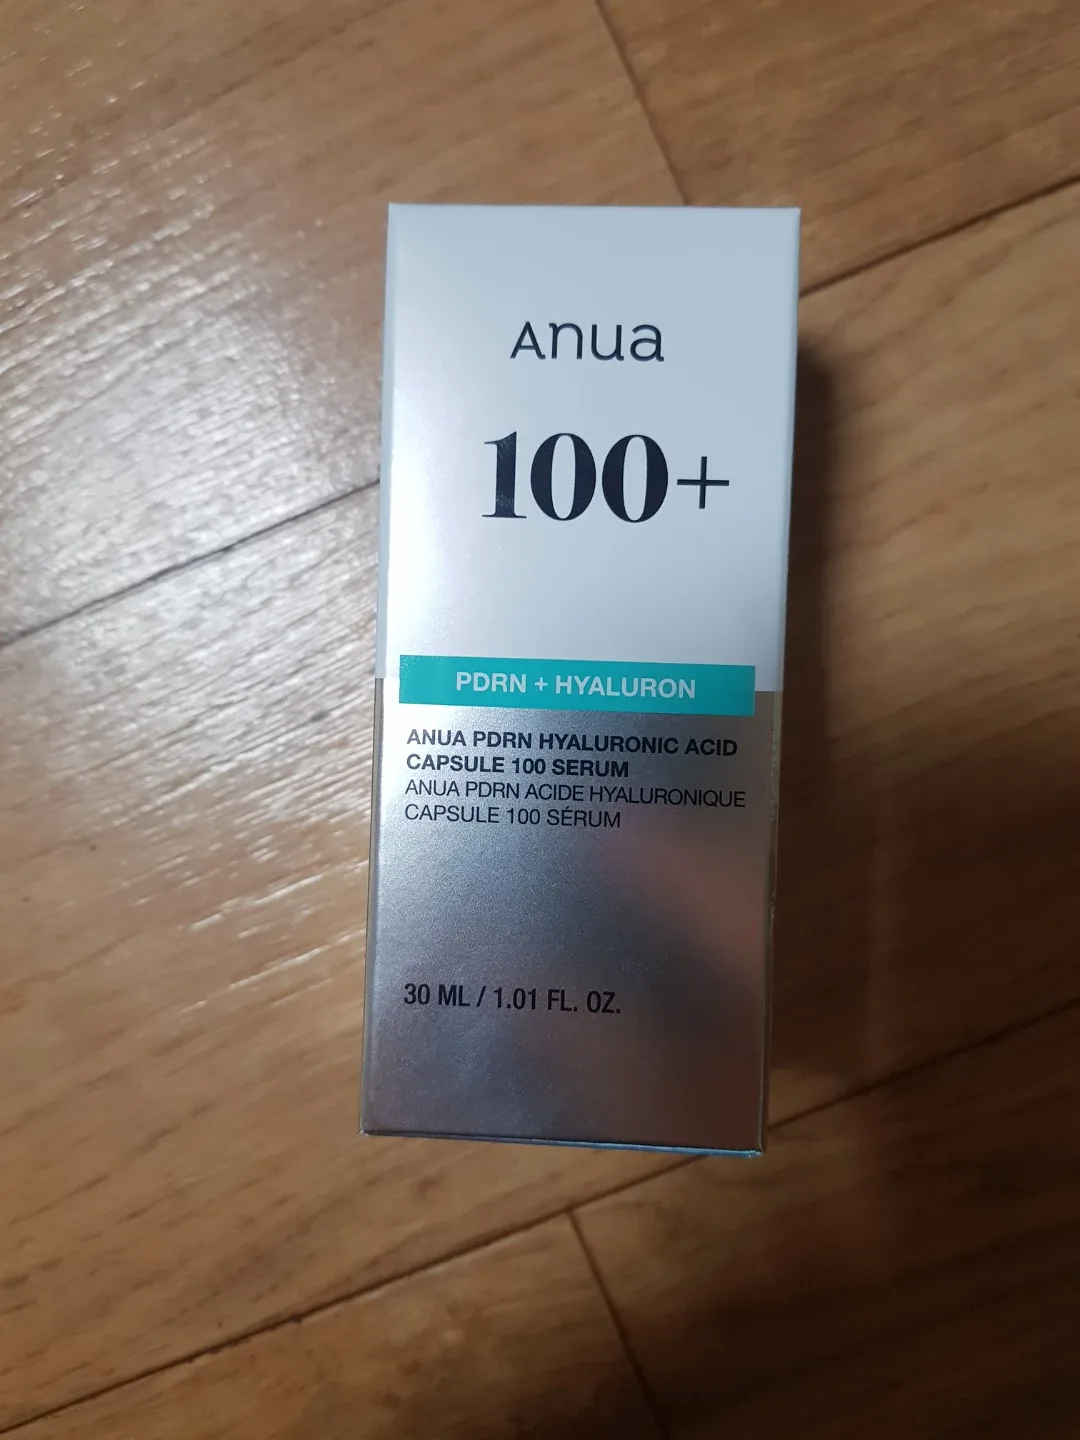 Anua
100+
PDRN + HYALURON
ANUA PDRN HYALURONIC ACID
CAPSULE 100 SERUM
ANUA PDRN ACIDE HYALURONIQUE
CAPSULE 100 SÉRUM
30 ML / 1.01 FL. OZ.